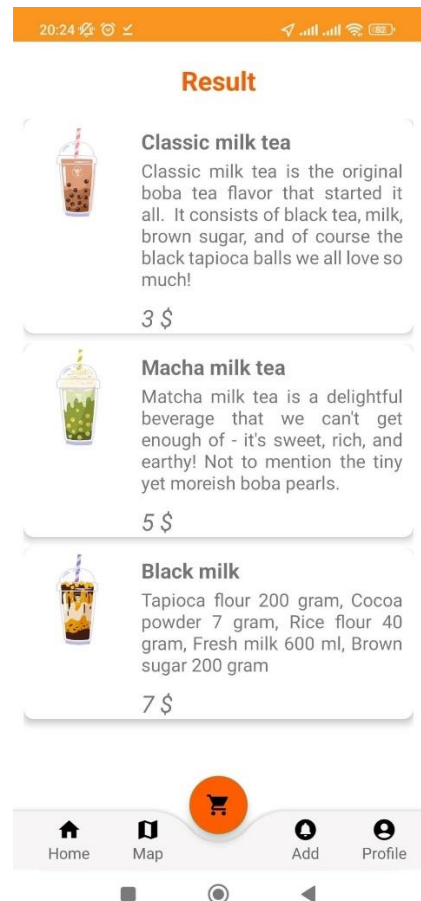 20:24
82
Result
Classic milk tea
Classic milk tea is the original
boba tea flavor that started it
all. It consists of black tea, milk,
brown sugar, and of course the
black tapioca balls we all love so
much!
3 $
Macha milk tea
Matcha milk tea is a delightful
beverage that we can't get
enough of - it's sweet, rich, and
earthy! Not to mention the tiny
yet moreish boba pearls.
5 $
Black milk
Tapioca flour 200 gram, Cocoa
powder 7 gram, Rice flour 40
gram, Fresh milk 600 ml, Brown
sugar 200 gram
7 $
Home Map Add Profile